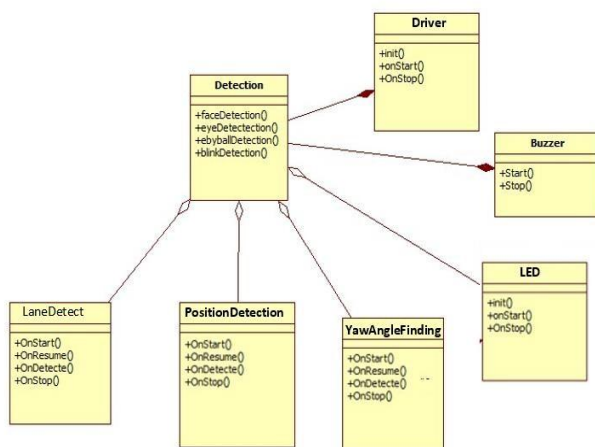 Driver
+init()
+onStart()
+OnStop()
Detection
+faceDetection()
+eyeDetectection()
+ebyballDetection()
+blinkDetection()
Buzzer
+Start()
+Stop()
LED
+init()
+onStart()
+OnStop()
LaneDetect
+OnStart()
+OnResume()
+OnDetecte()
+OnStop()
PositionDetection
+OnStart()
+OnResume()
+OnDetecte()
+OnStop()
YawAngleFinding
+OnStart()
+OnResume()
+OnDetecte()
+OnStop()